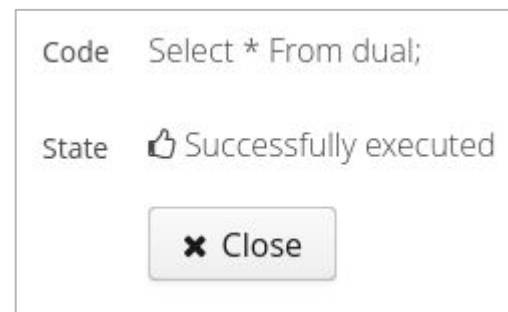 Code Select * From dual;
State Successfully executed
Close